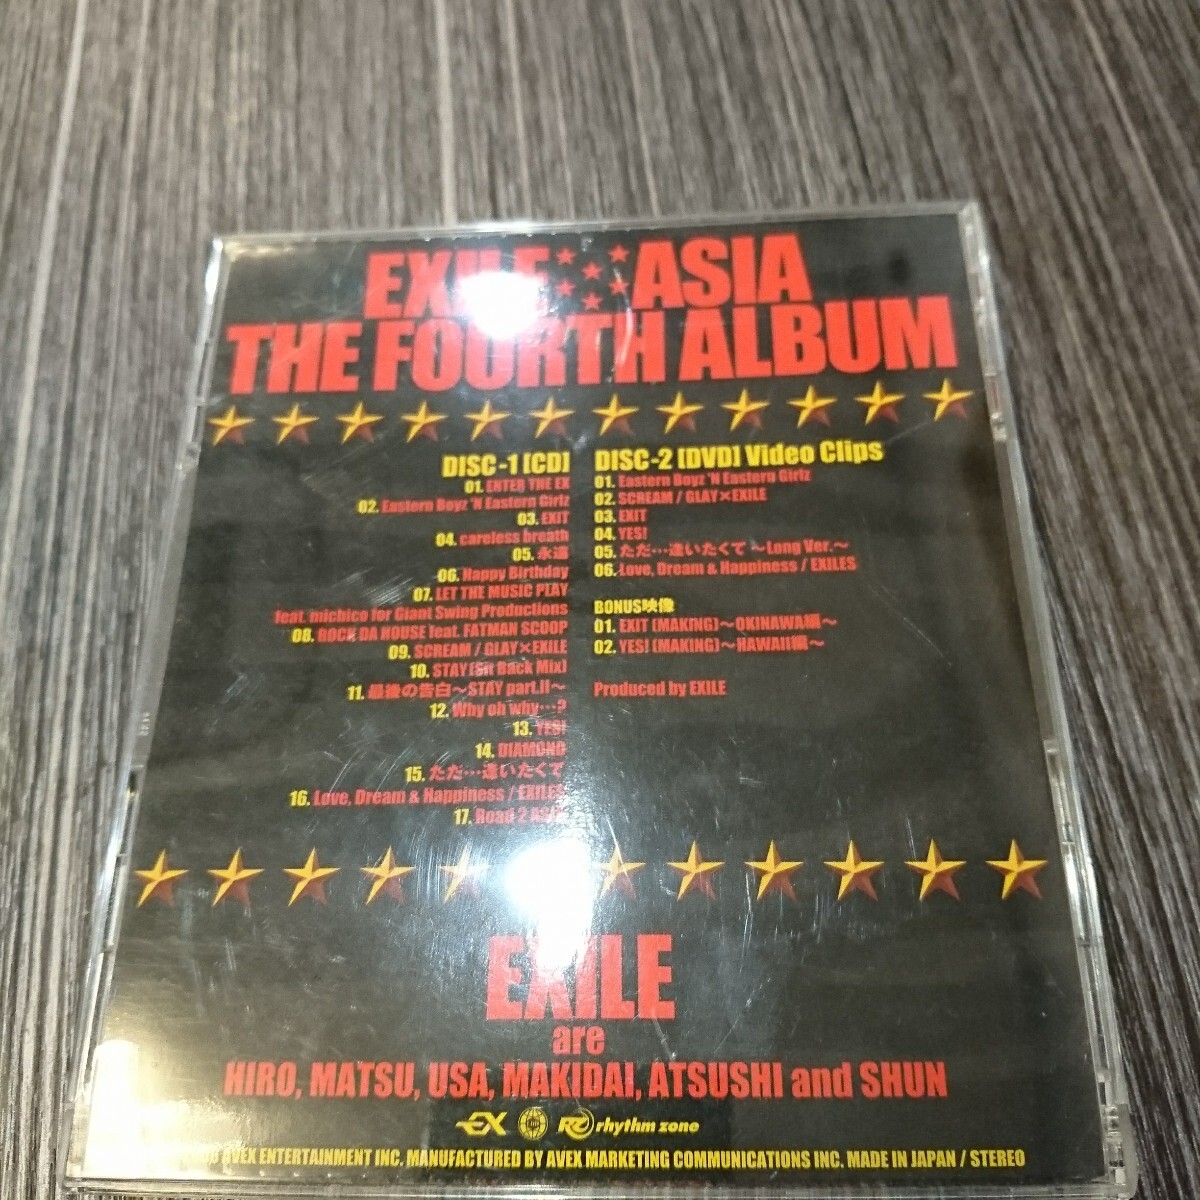 EXILE ASIA
THE FOURTH ALBUM
DISC-1 [CD]
01. ENTER THE EX
02. Eastern Boyz 'N Eastern Girlz
03. EXIT
04. careless breath
05. 永遠
06. Happy Birthday
07. LET THE MUSIC PLAY
feat. michico for Giant Swing Productions
08. ROCK DA HOUSE feat. FATMAN SCOOP
09. SCREAM / GLAY×EXILE
10. STAY (Sit Back Mix)
11. 最後の告白～STAY part.II～
12. Why oh why…?
13. YES!
14. DIAMOND
15. ただ…逢いたくて
16. Love, Dream & Happiness / EXILES
17. Road 2 ASIA
DISC-2 [DVD] Video Clips
01. Eastern Boyz 'N Eastern Girlz
02. SCREAM / GLAY×EXILE
03. EXIT
04. YES!
05. ただ…逢いたくて ～Long Ver.～
06. Love, Dream & Happiness / EXILES
BONUS映像
01. EXIT (MAKING)～OKINAWA編～
02. YES! (MAKING)～HAWAII編～
Produced by EXILE
EXILE
are
HIRO, MATSU, USA, MAKIDAI, ATSUSHI and SHUN
EX
rhythm zone
AVEX ENTERTAINMENT INC. MANUFACTURED BY AVEX MARKETING COMMUNICATIONS INC. MADE IN JAPAN / STEREO